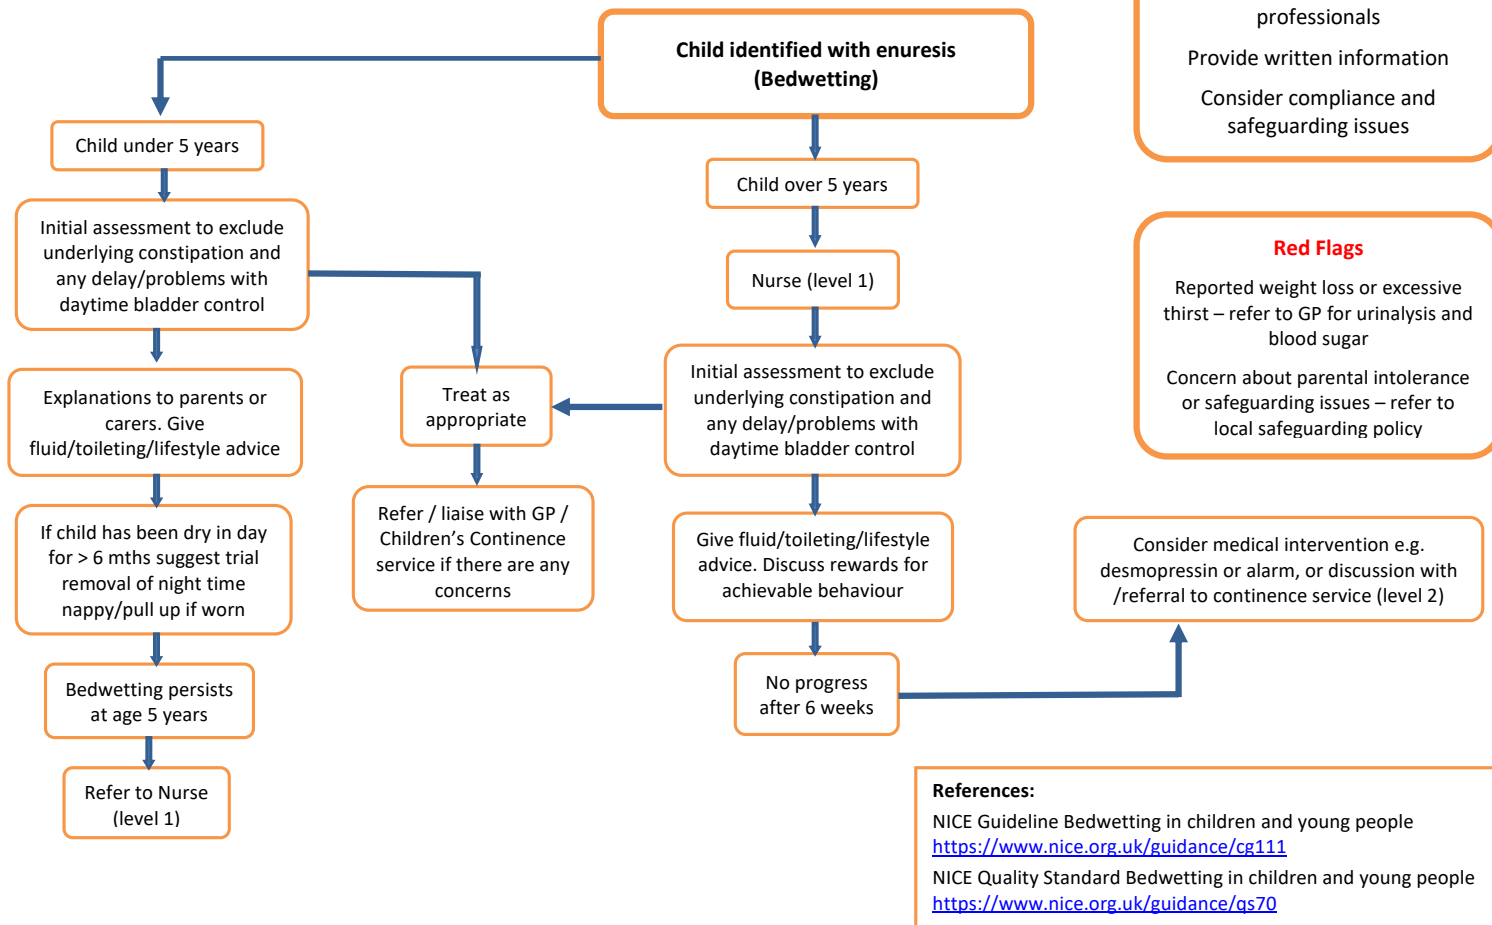 professionals
Provide written information
Consider compliance and
safeguarding issues
Child identified with enuresis
(Bedwetting)
Child under 5 years
Child over 5 years
Initial assessment to exclude
underlying constipation and
any delay/problems with
daytime bladder control
Nurse (level 1)
Red Flags
Reported weight loss or excessive
thirst – refer to GP for urinalysis and
blood sugar
Concern about parental intolerance
or safeguarding issues – refer to
local safeguarding policy
Explanations to parents or
carers. Give
fluid/toileting/lifestyle advice
Treat as
appropriate
Initial assessment to exclude
underlying constipation and
any delay/problems with
daytime bladder control
If child has been dry in day
for > 6 mths suggest trial
removal of night time
nappy/pull up if worn
Refer / liaise with GP /
Children’s Continence
service if there are any
concerns
Give fluid/toileting/lifestyle
advice. Discuss rewards for
achievable behaviour
Consider medical intervention e.g.
desmopressin or alarm, or discussion with
/referral to continence service (level 2)
Bedwetting persists
at age 5 years
No progress
after 6 weeks
Refer to Nurse
(level 1)
References:
NICE Guideline Bedwetting in children and young people
https://www.nice.org.uk/guidance/cg111
NICE Quality Standard Bedwetting in children and young people
https://www.nice.org.uk/guidance/qs70